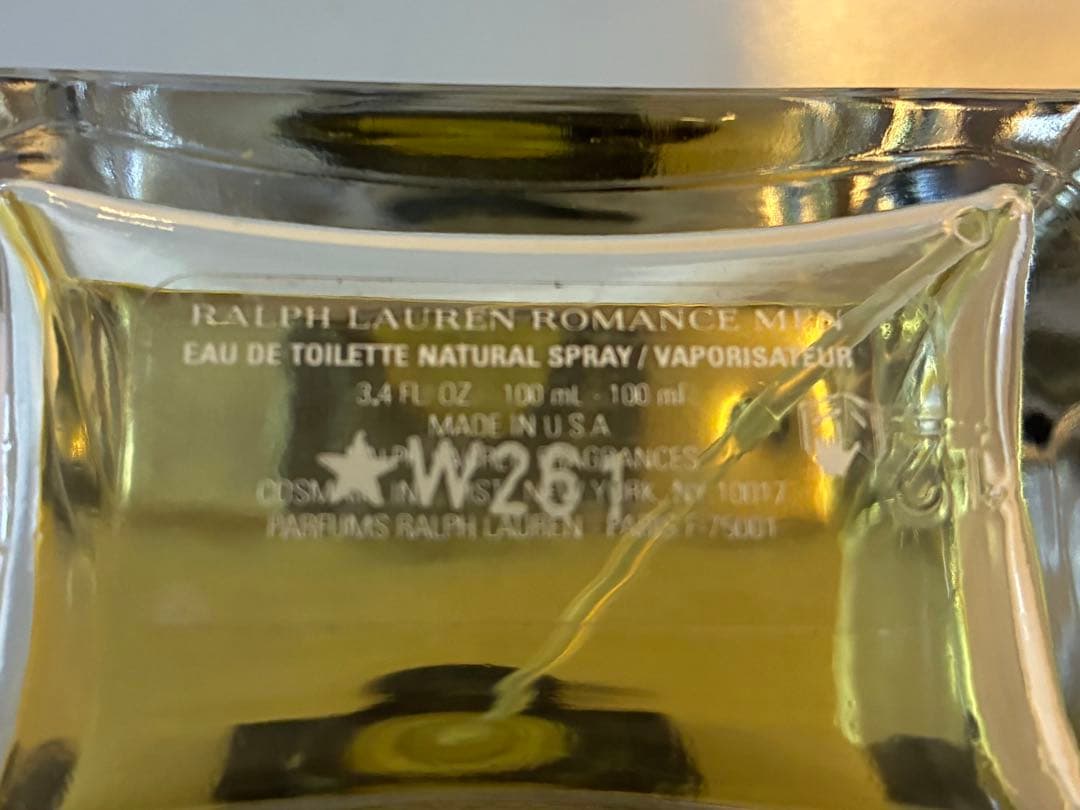 RALPH LAUREN ROMANCE MEN
EAU DE TOILETTE NATURAL SPRAY / VAPORISATEUR
3,4 FL OZ 100 mL - 100 ml
MADE IN U S A
FRAGRANCES
★W261
NEW YORK, NY 10017
PARFUMS RALPH LAUREN PARIS F-75001